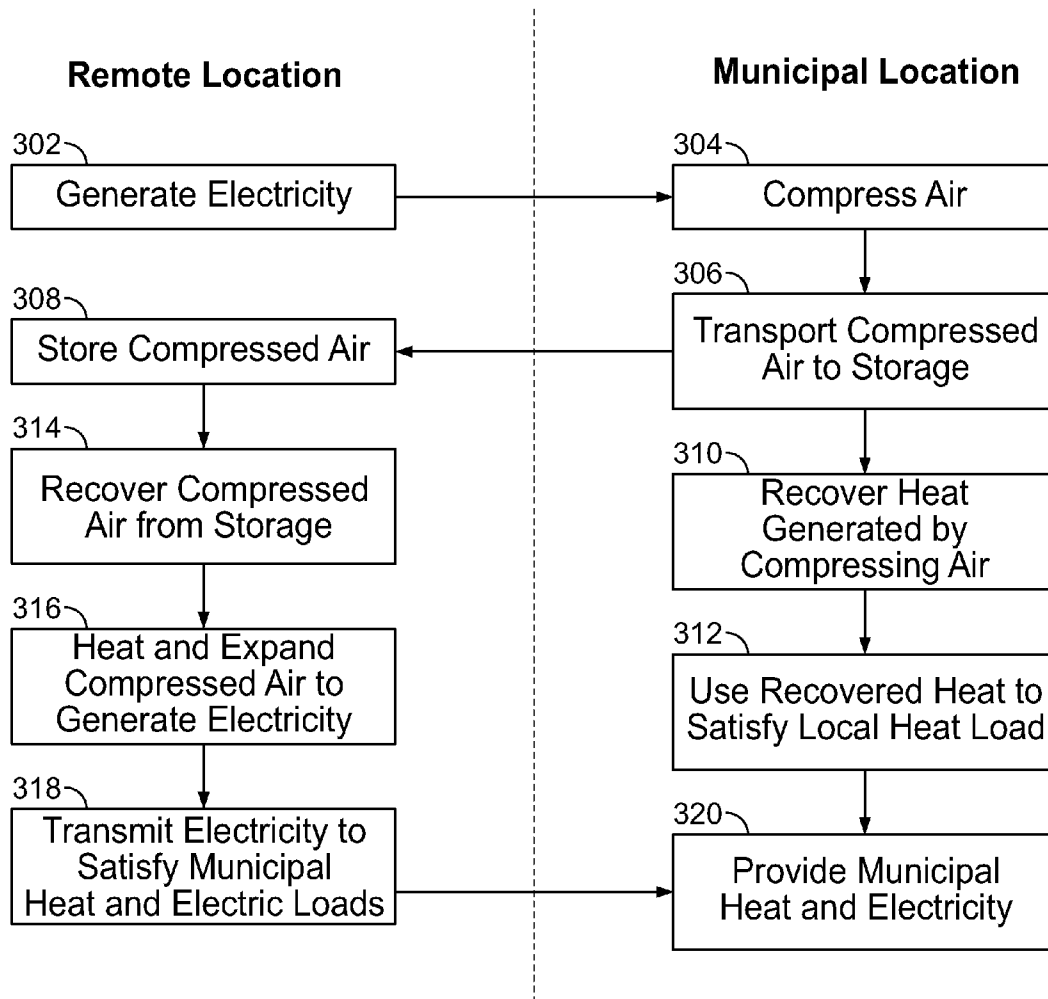 Remote Location
Municipal Location
302
Generate Electricity
304
Compress Air
306
Transport Compressed
Air to Storage
308
Store Compressed Air
310
Recover Heat
Generated by
Compressing Air
312
Use Recovered Heat to
Satisfy Local Heat Load
314
Recover Compressed
Air from Storage
316
Heat and Expand
Compressed Air to
Generate Electricity
318
Transmit Electricity to
Satisfy Municipal
Heat and Electric Loads
320
Provide Municipal
Heat and Electricity